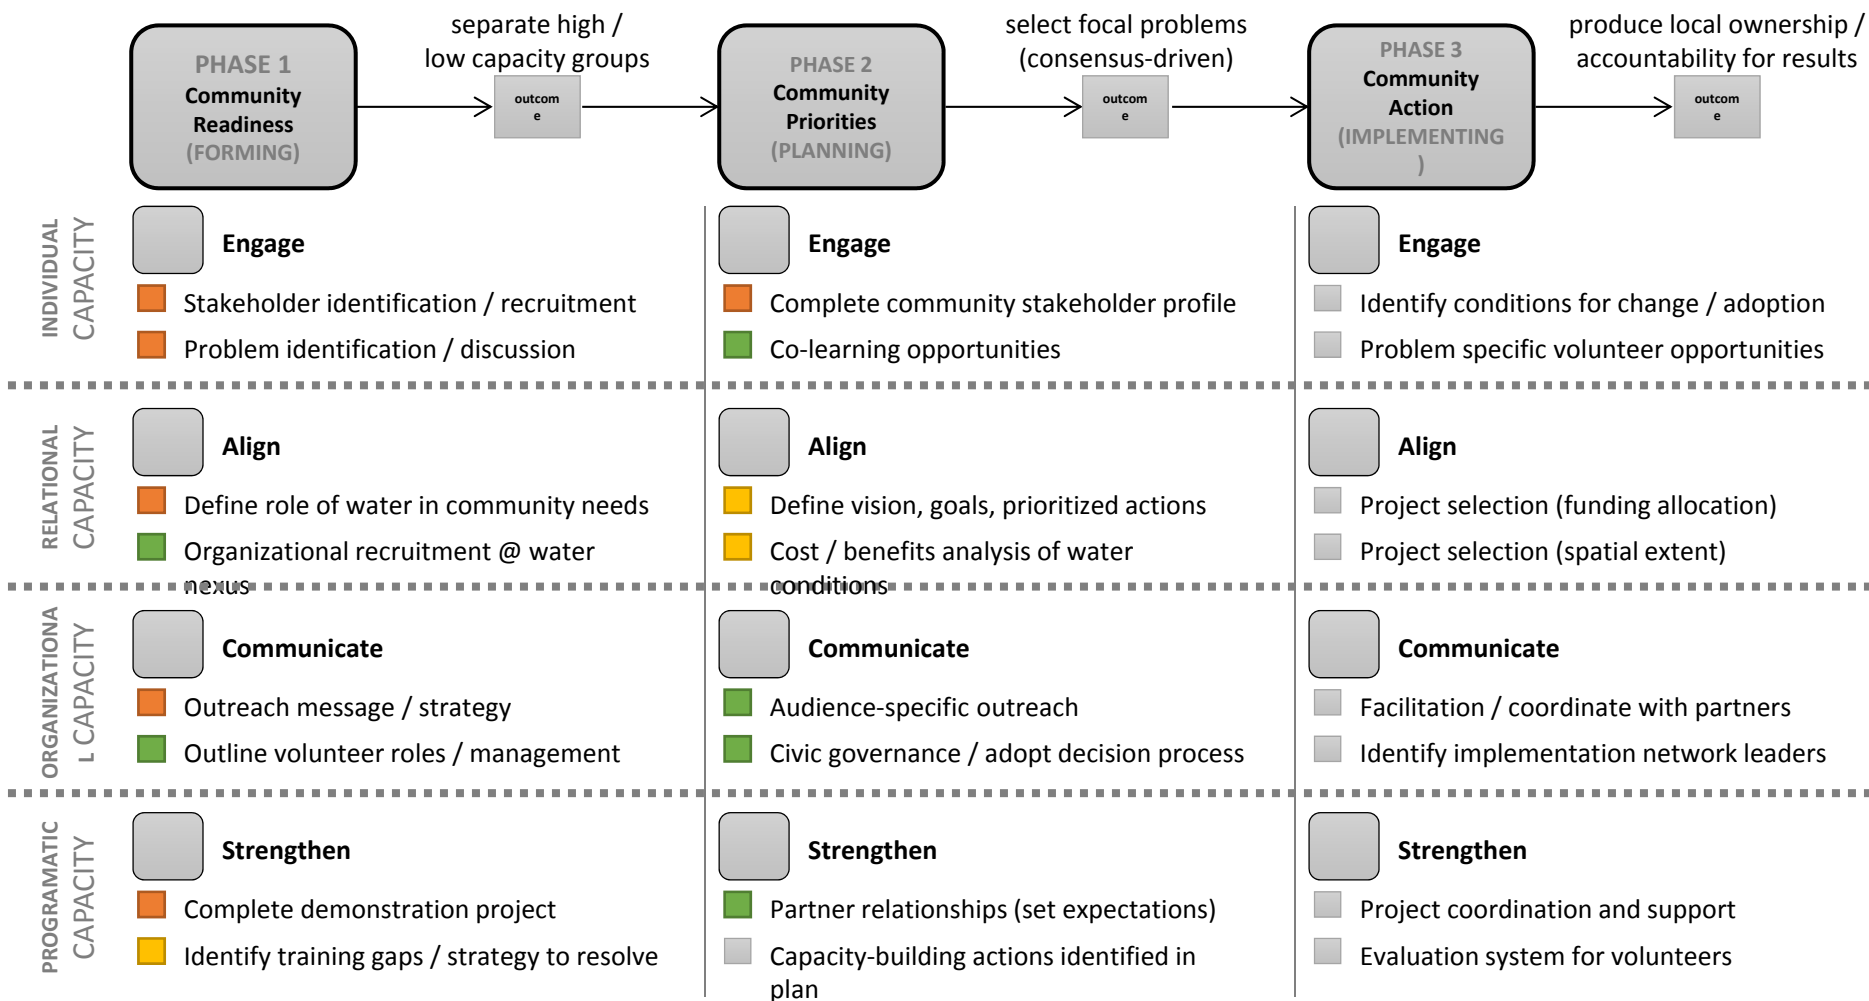 separate high /
low capacity groups
select focal problems
(consensus-driven)
produce local ownership /
accountability for results
PHASE 1
Community
Readiness
(FORMING)
outcom
e
PHASE 2
Community
Priorities
(PLANNING)
outcom
e
PHASE 3
Community
Action
(IMPLEMENTING
)
outcom
e
INDIVIDUAL
CAPACITY
Engage
Stakeholder identification / recruitment
Problem identification / discussion
Engage
Complete community stakeholder profile
Co-learning opportunities
Engage
Identify conditions for change / adoption
Problem specific volunteer opportunities
RELATIONAL
CAPACITY
Align
Define role of water in community needs
Organizational recruitment @ water
nexus
Align
Define vision, goals, prioritized actions
Cost / benefits analysis of water
conditions
Align
Project selection (funding allocation)
Project selection (spatial extent)
ORGANIZATIONA
L CAPACITY
Communicate
Outreach message / strategy
Outline volunteer roles / management
Communicate
Audience-specific outreach
Civic governance / adopt decision process
Communicate
Facilitation / coordinate with partners
Identify implementation network leaders
PROGRAMATIC
CAPACITY
Strengthen
Complete demonstration project
Identify training gaps / strategy to resolve
Strengthen
Partner relationships (set expectations)
Capacity-building actions identified in
plan
Strengthen
Project coordination and support
Evaluation system for volunteers